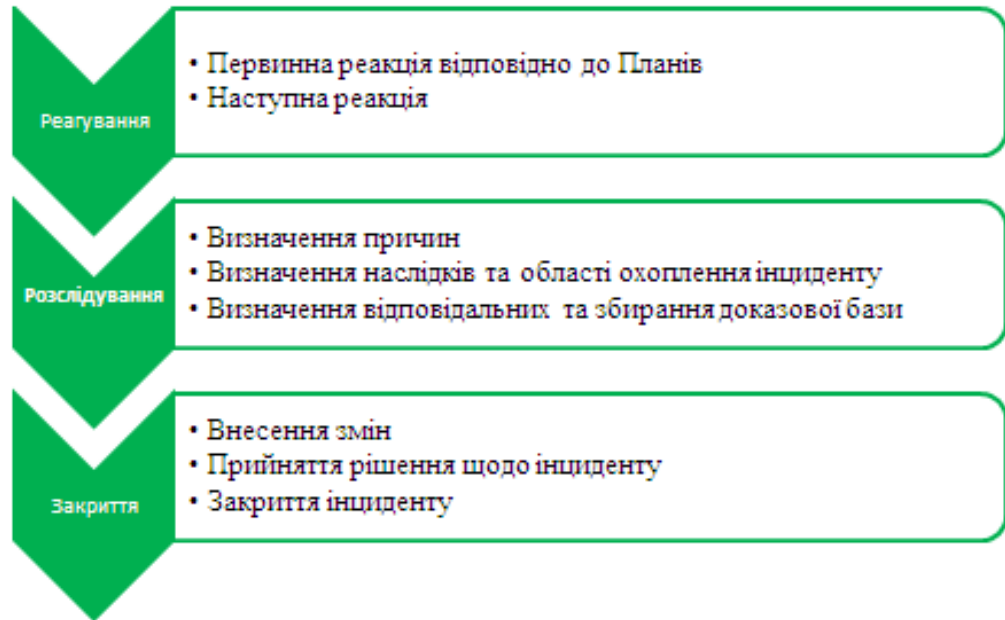 Реагування
• Первинна реакція відповідно до Планів
• Наступна реакція
Розслідування
• Визначення причин
• Визначення наслідків та області охоплення інциденту
• Визначення відповідальних та збирання доказової бази
Закриття
• Внесення змін
• Прийняття рішення щодо інциденту
• Закриття інциденту